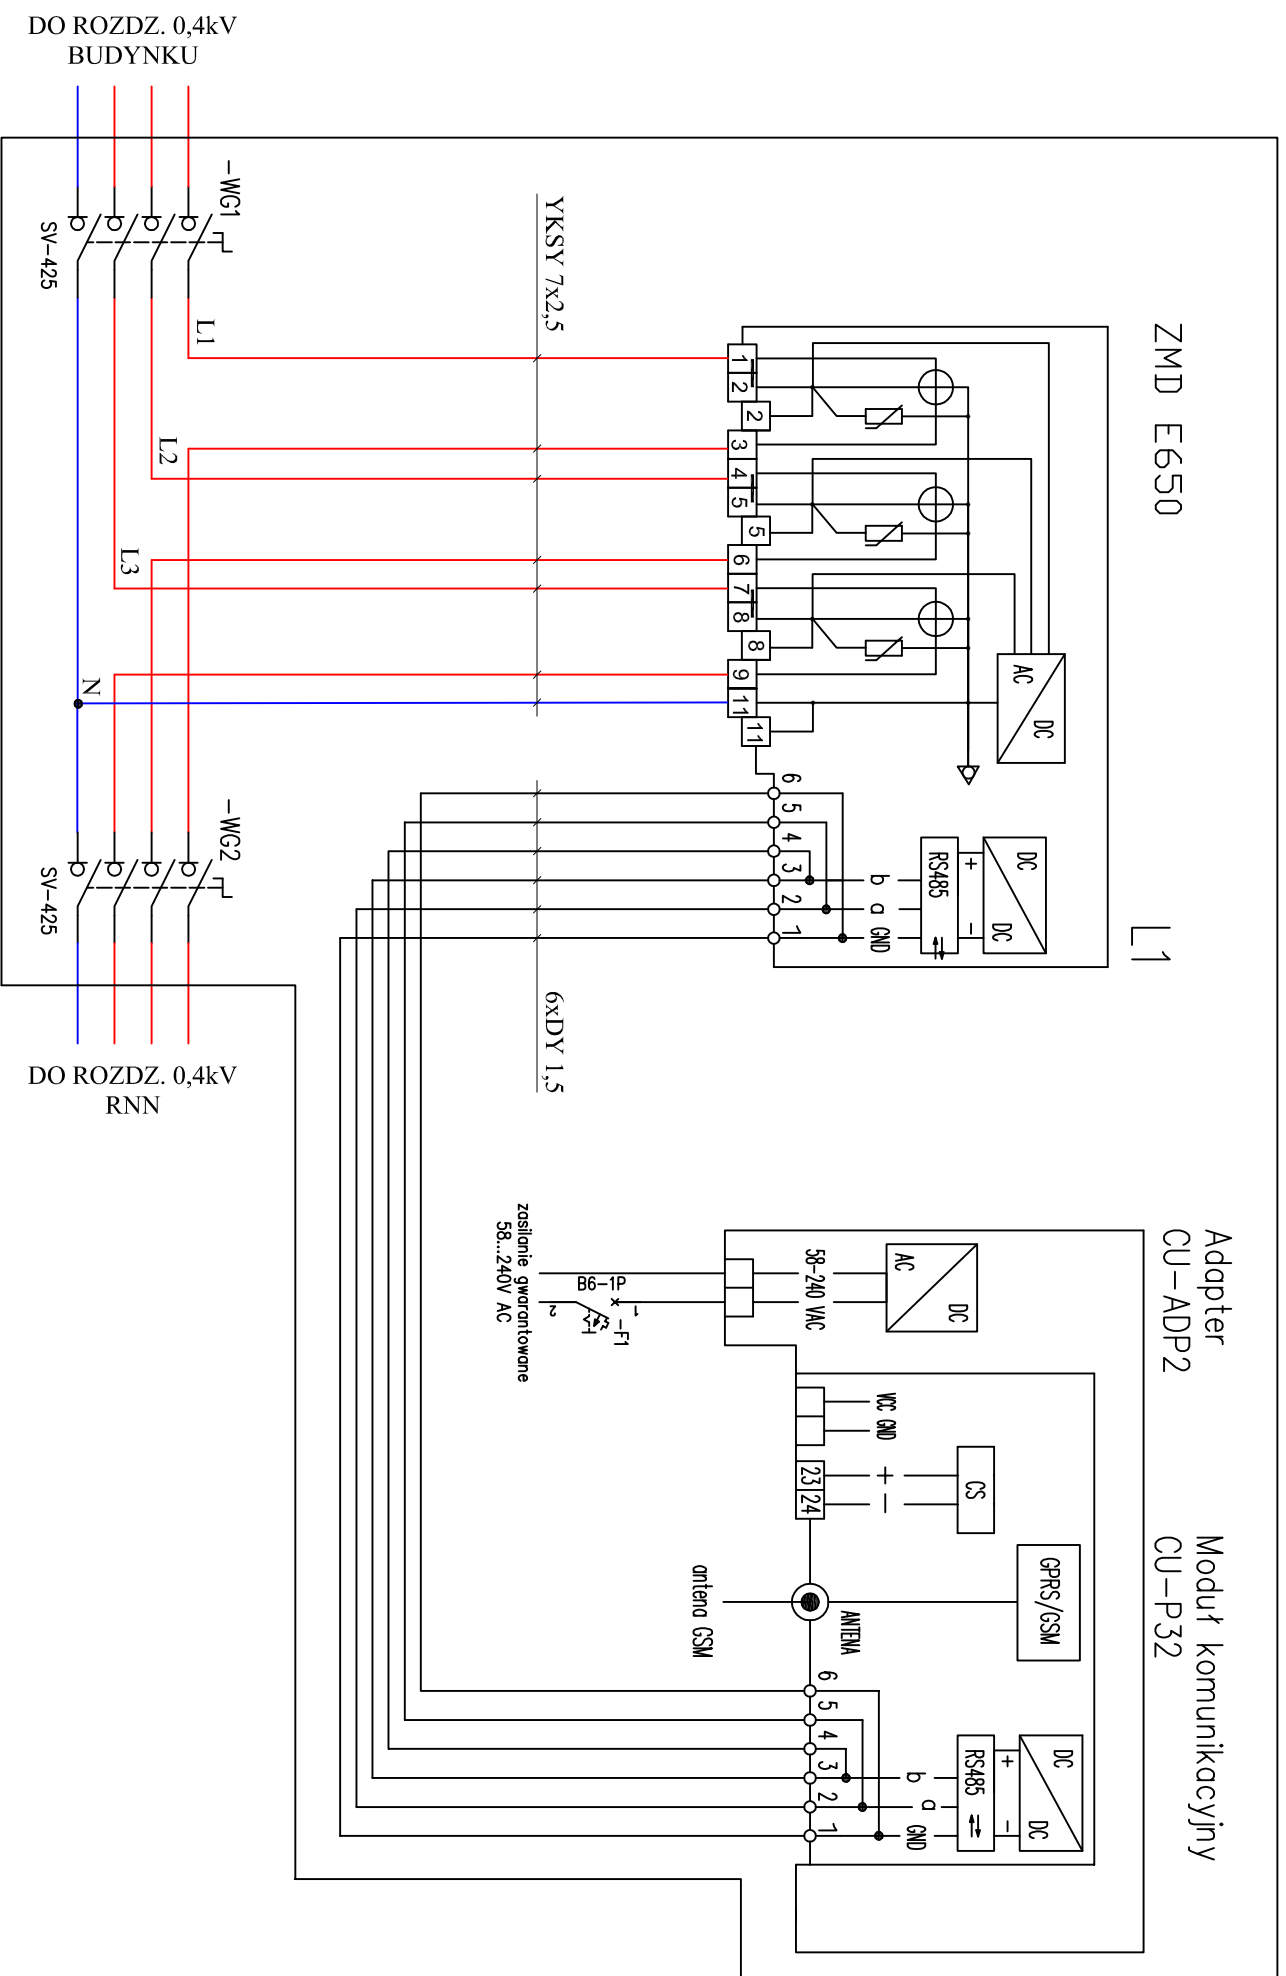 DO ROZDZ. 0,4kV
BUDYNKU
-WG1
SV-425
L1
L2
L3
N
YKSY 7x2,5
ZMD E650
L1
1
2
2
3
4
5
5
6
7
8
8
9
11
11
AC
DC
6
5
4
3
2
1
b
a
GND
RS485
+
-
DC
DC
-WG2
SV-425
DO ROZDZ. 0,4kV
RNN
6xDY 1,5
Adapter
CU-ADP2
AC
DC
58-240 VAC
B6-1P
1
2
-F1
zasilanie gwarantowane
58...240V AC
Moduł komunikacyjny
CU-P32
VCC GND
23 24
+
-
CS
GPRS/GSM
ANTENA
antena GSM
6
5
4
3
2
1
b
a
GND
RS485
+
-
DC
DC